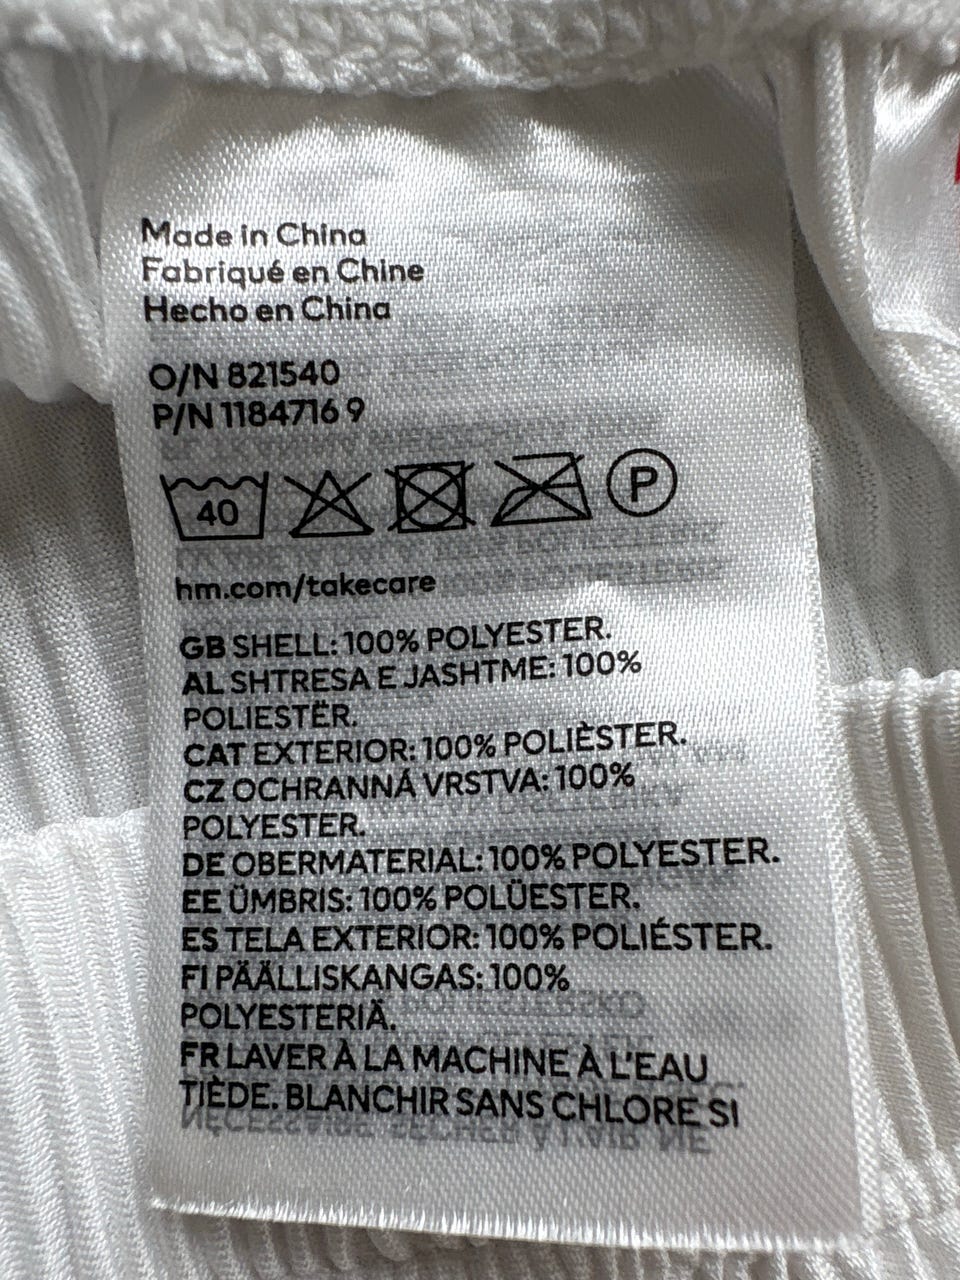 Made in China
Fabriqué en Chine
Hecho en China
O/N 821540
P/N 1184716 9
40 P
hm.com/takecare
GB SHELL: 100% POLYESTER.
AL SHTRESA E JASHTME: 100%
POLIESTËR.
CAT EXTERIOR: 100% POLIÈSTER.
CZ OCHRANNÁ VRSTVA: 100%
POLYESTER.
DE OBERMATERIAL: 100% POLYESTER.
EE ÜMBRIS: 100% POLÜESTER.
ES TELA EXTERIOR: 100% POLIÉSTER.
FI PÄÄLLISKANGAS: 100%
POLYESTERIÄ.
FR LAVER À LA MACHINE À L'EAU
TIÈDE. BLANCHIR SANS CHLORE SI